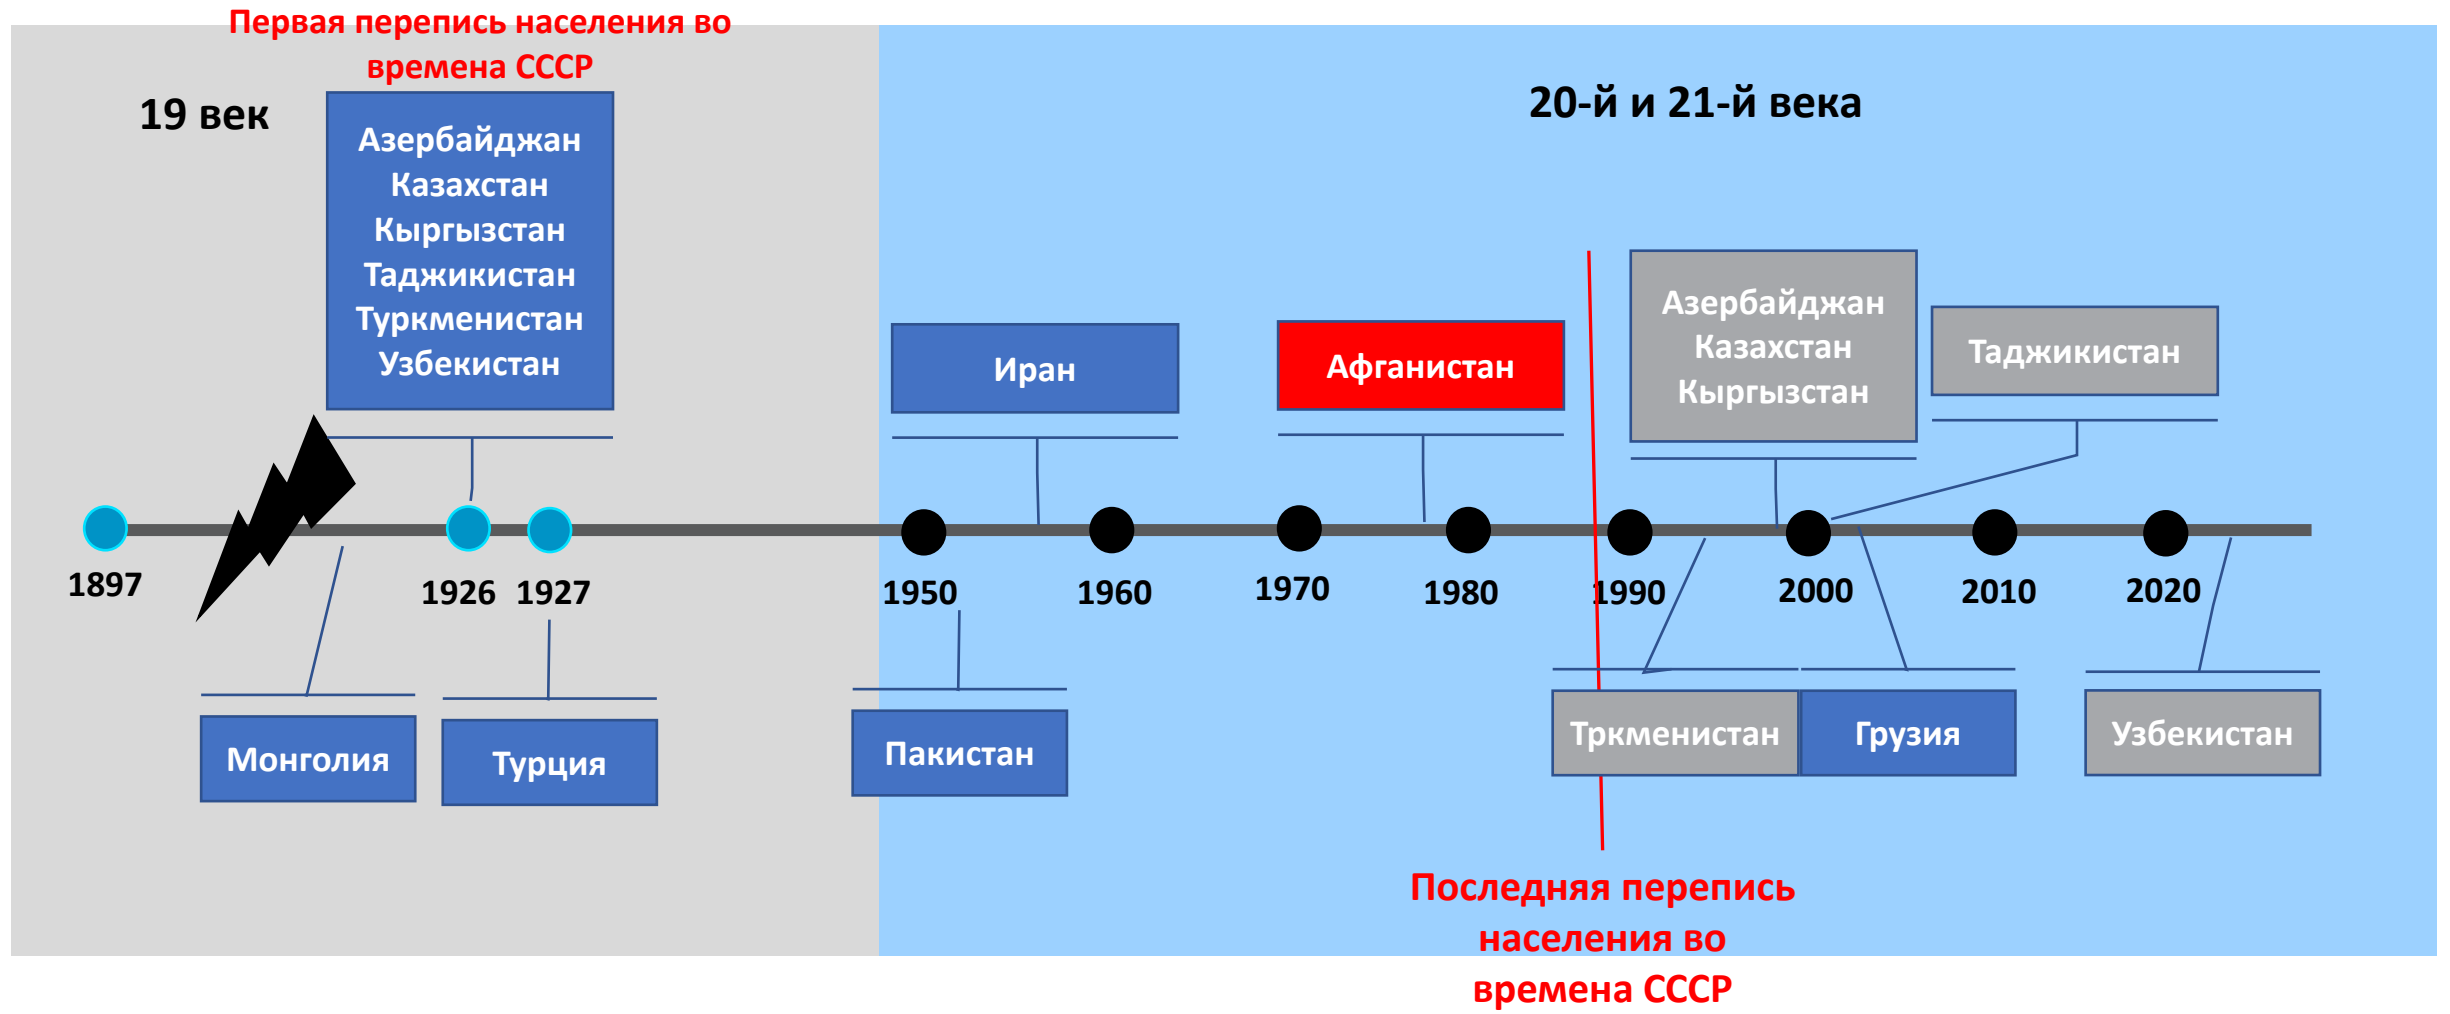 Первая перепись населения во
времена СССР
19 век
20-й и 21-й века
Азербайджан
Казахстан
Кыргызстан
Таджикистан
Туркменистан
Узбекистан
Иран
Афганистан
Азербайджан
Казахстан
Кыргызстан
Таджикистан
1897
1926
1927
1950
1960
1970
1980
1990
2000
2010
2020
Монголия
Турция
Пакистан
Тркменистан
Грузия
Узбекистан
Последняя перепись
населения во
времена СССР